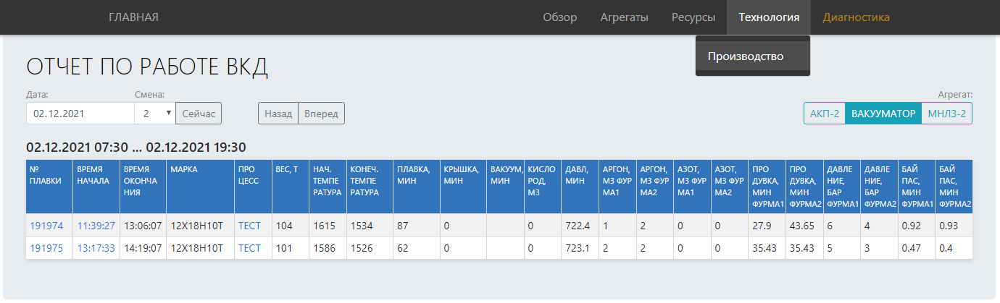 ГЛАВНАЯ Обзор Агрегаты Ресурсы Технология Диагностика
Производство
ОТЧЕТ ПО РАБОТЕ ВКД
Дата: Смена: Агрегат:
02.12.2021 2 Сейчас Назад Вперед АКП-2 ВАКУУМАТОР МНЛЗ-2
02.12.2021 07:30 ... 02.12.2021 19:30
№ ВРЕМЯ ВРЕМЯ МАРКА ПРО ВЕС, Т НАЧ. КОНЕЧ. ПЛАВКА, КРЫШКА, ВАКУУМ, КИСЛО ДАВЛ, АРГОН, АРГОН, АЗОТ, АЗОТ, ПРО ПРО ДАВЛЕ ДАВЛЕ БАЙ БАЙ
ПЛАВКИ НАЧАЛА ОКОНЧА ЦЕСС ТЕМПЕ ТЕМПЕ МИН МИН МИН РОД, МИН М3 ФУР М3 ФУР М3 ФУР М3 ФУР ДУВКА, ДУВКА, НИЕ, НИЕ, ПАС, ПАС,
НИЯ РАТУРА РАТУРА М3 МА1 МА2 МА1 МА2 МИН МИН БАР БАР МИН МИН
ФУРМА1 ФУРМА2 ФУРМА1 ФУРМА2 ФУРМА1 ФУРМА2
191974 11:39:27 13:06:07 12Х18Н10Т ТЕСТ 104 1615 1534 87 0 0 722.4 1 2 0 0 27.9 43.65 6 4 0.92 0.93
191975 13:17:33 14:19:07 12Х18Н10Т ТЕСТ 101 1586 1526 62 0 0 723.1 2 2 0 0 35.43 35.43 5 3 0.47 0.4